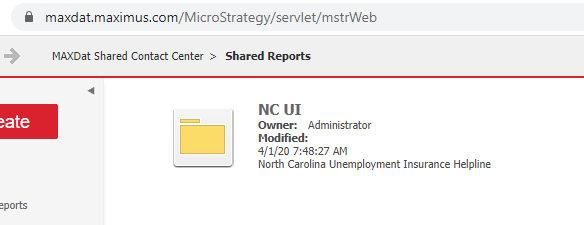 maxdat.maximus.com/MicroStrategy/servlet/mstrWeb
MAXDat Shared Contact Center > Shared Reports
eate
eports
NC UI
Owner: Administrator
Modified:
4/1/20 7:48:27 AM
North Carolina Unemployment Insurance Helpline